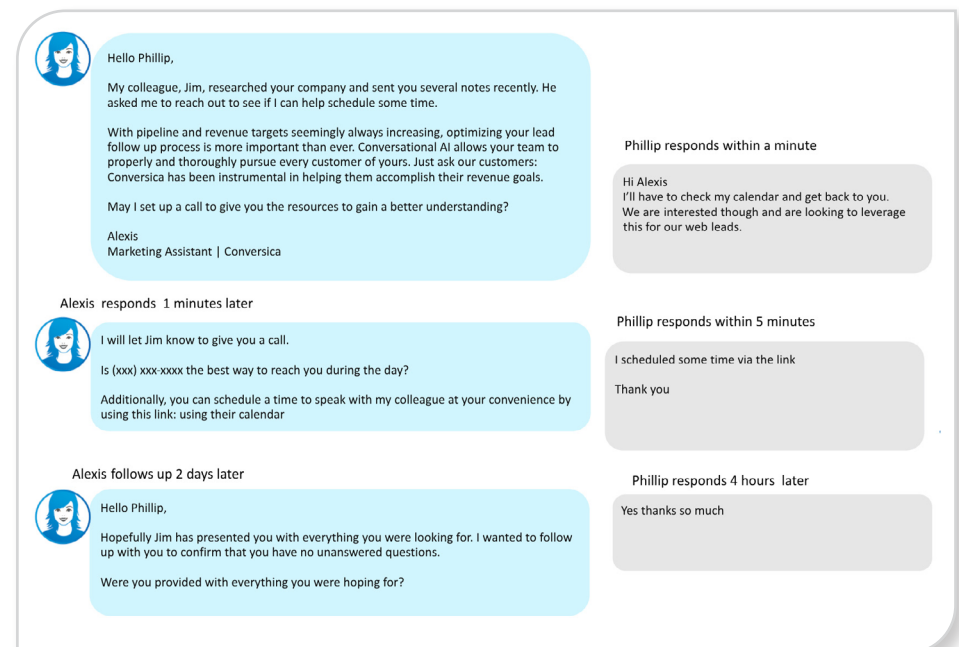 Hello Phillip,
My colleague, Jim, researched your company and sent you several notes recently. He
asked me to reach out to see if I can help schedule some time.
With pipeline and revenue targets seemingly always increasing, optimizing your lead
follow up process is more important than ever. Conversational AI allows your team to
properly and thoroughly pursue every customer of yours. Just ask our customers:
Conversica has been instrumental in helping them accomplish their revenue goals.
May I set up a call to give you the resources to gain a better understanding?
Alexis
Marketing Assistant | Conversica
Phillip responds within a minute
Hi Alexis
I'll have to check my calendar and get back to you.
We are interested though and are looking to leverage
this for our web leads.
Alexis responds 1 minutes later
I will let Jim know to give you a call.
Is (xxx) xxx-xxxx the best way to reach you during the day?
Additionally, you can schedule a time to speak with my colleague at your convenience by
using this link: using their calendar
Phillip responds within 5 minutes
I scheduled some time via the link
Thank you
Alexis follows up 2 days later
Hello Phillip,
Hopefully Jim has presented you with everything you were looking for. I wanted to follow
up with you to confirm that you have no unanswered questions.
Were you provided with everything you were hoping for?
Phillip responds 4 hours later
Yes thanks so much